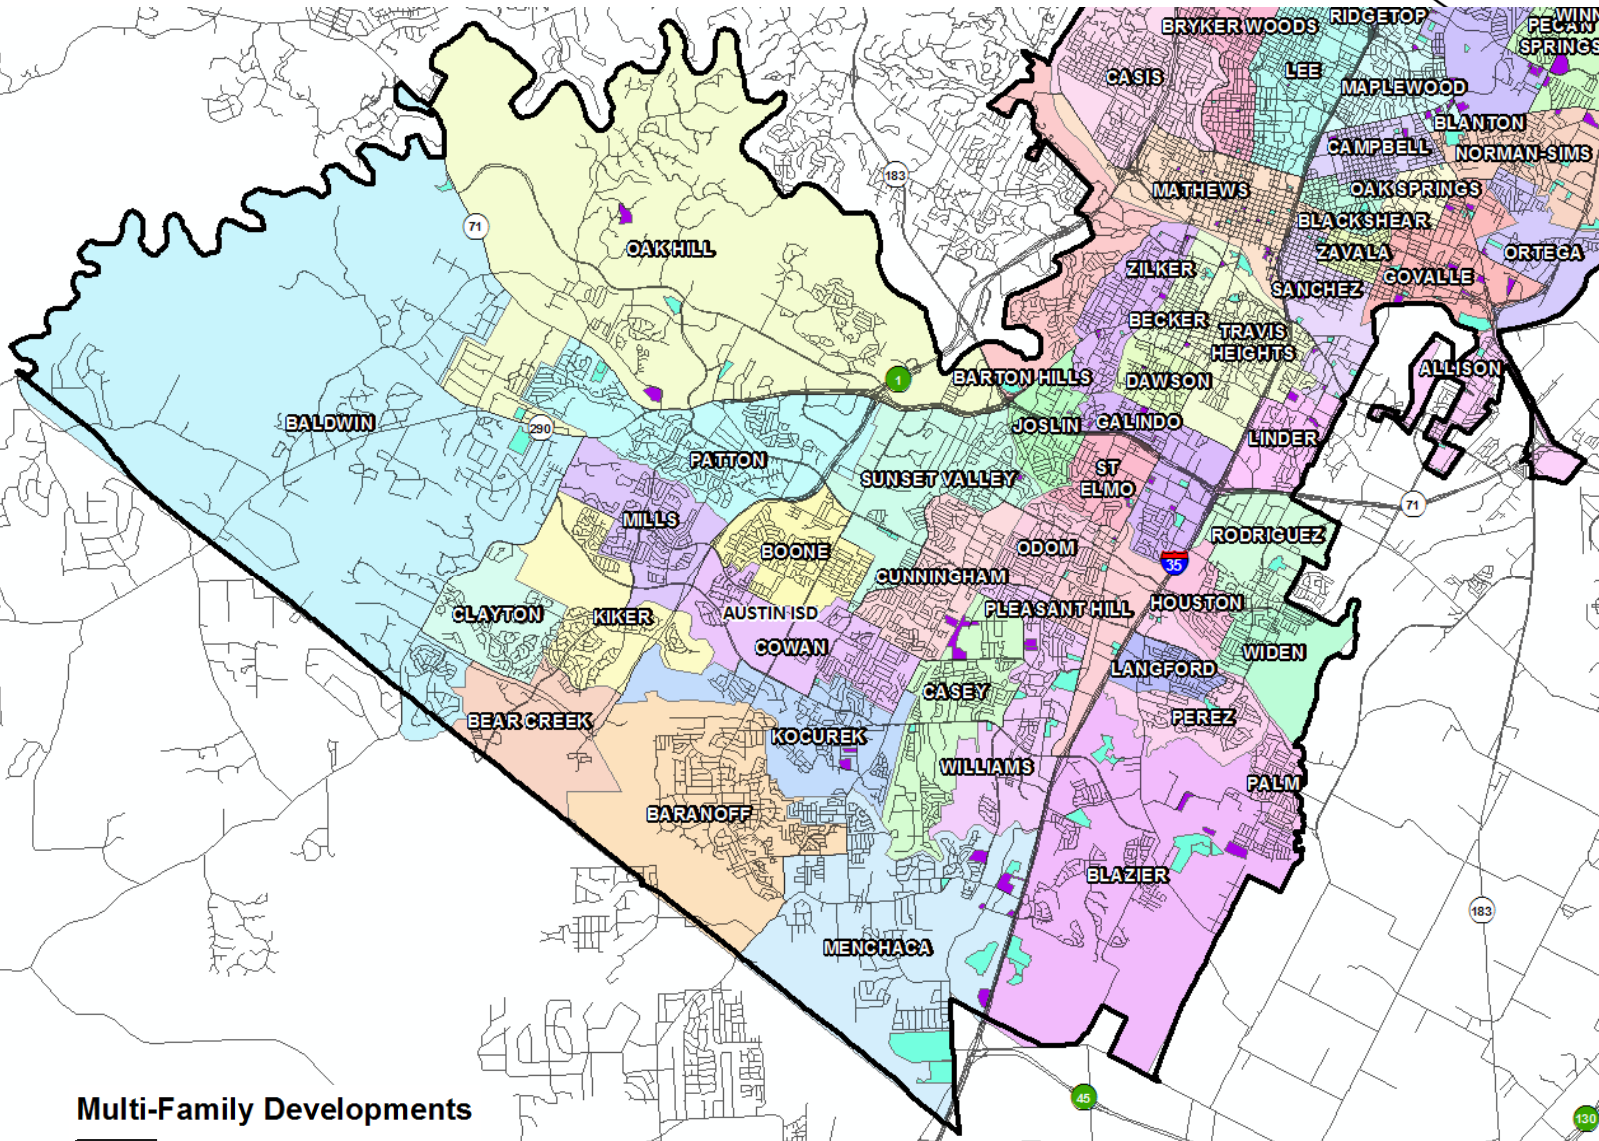 RIDGETOP
WINN
BRYKER WOODS
PECAN
SPRINGS
LEE
CASIS
MAPLEWOOD
BLANTON
CAMPBELL
NORMAN-SIMS
183
MATHEWS
OAK SPRINGS
71
BLACKSHEAR
OAK HILL
ZAVALA
ORTEGA
ZILKER
GOVALLE
SANCHEZ
BECKER
TRAVIS
HEIGHTS
ALLISON
1
BARTON HILLS
DAWSON
BALDWIN
290
JOSLIN
GALINDO
LINDER
PATTON
ST
ELMO
SUNSET VALLEY
71
MILLS
RODRIGUEZ
BOONE
ODOM
35
CUNNINGHAM
HOUSTON
CLAYTON
KIKER
AUSTIN ISD
PLEASANT HILL
COWAN
WIDEN
LANGFORD
CASEY
BEAR CREEK
PEREZ
KOCUREK
WILLIAMS
PALM
BARANOFF
BLAZIER
183
MENCHACA
45
Multi-Family Developments
130